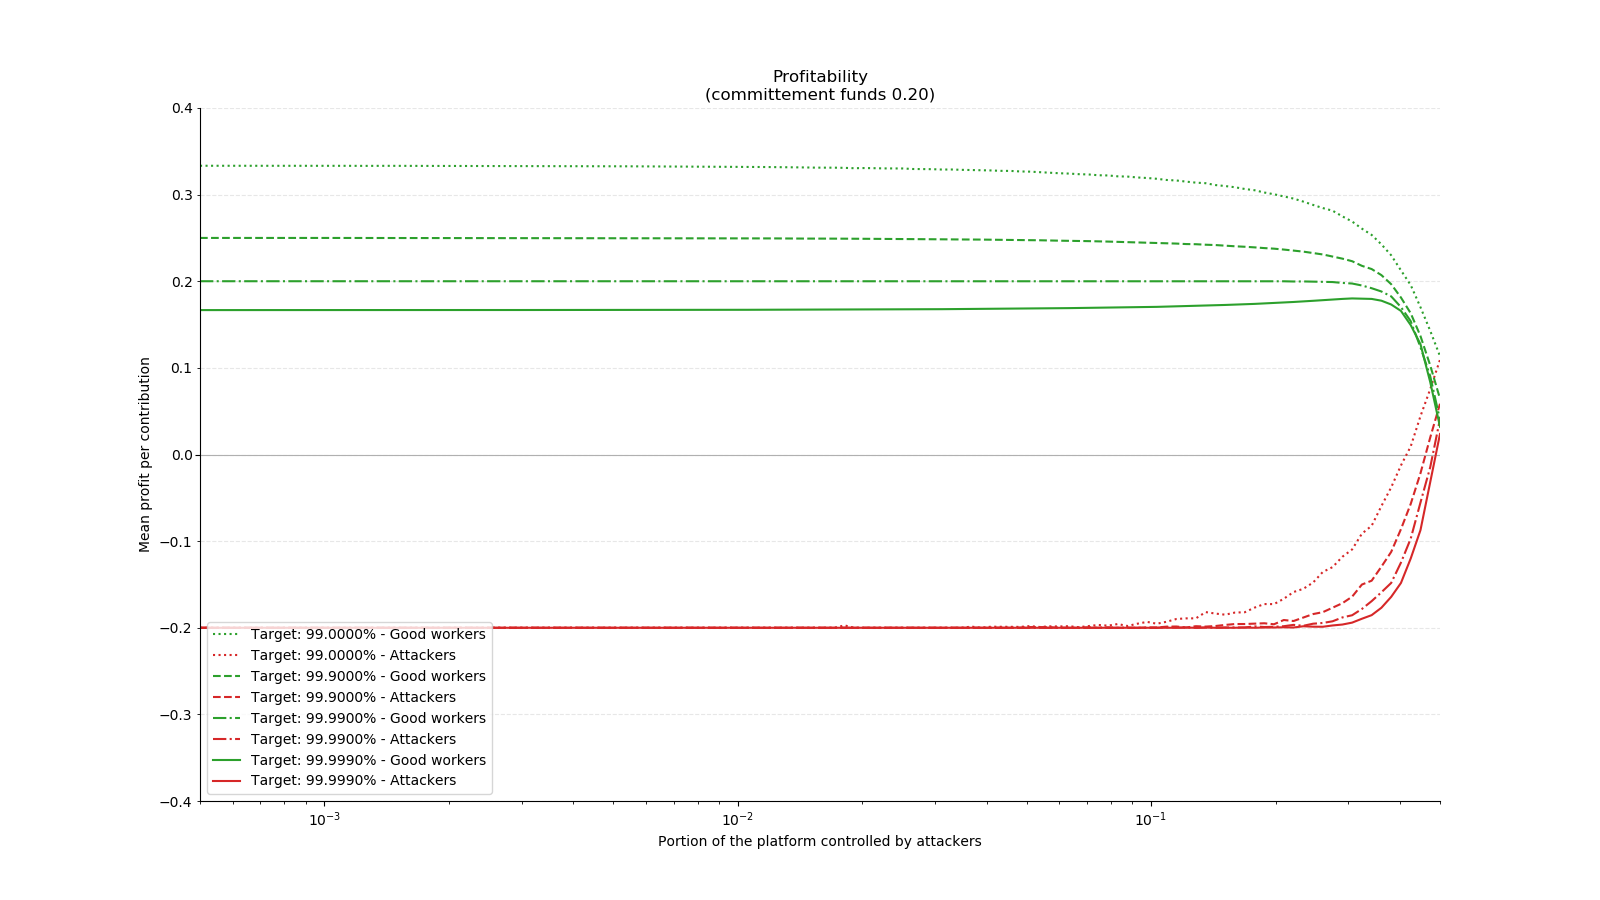 Profitability
(committement funds 0.20)
0.4
0.3
0.2
0.1
0.0
−0.1
−0.2
−0.3
−0.4
Mean profit per contribution
Target: 99.0000% - Good workers
Target: 99.0000% - Attackers
Target: 99.9000% - Good workers
Target: 99.9000% - Attackers
Target: 99.9900% - Good workers
Target: 99.9900% - Attackers
Target: 99.9990% - Good workers
Target: 99.9990% - Attackers
10⁻³ 10⁻² 10⁻¹
Portion of the platform controlled by attackers